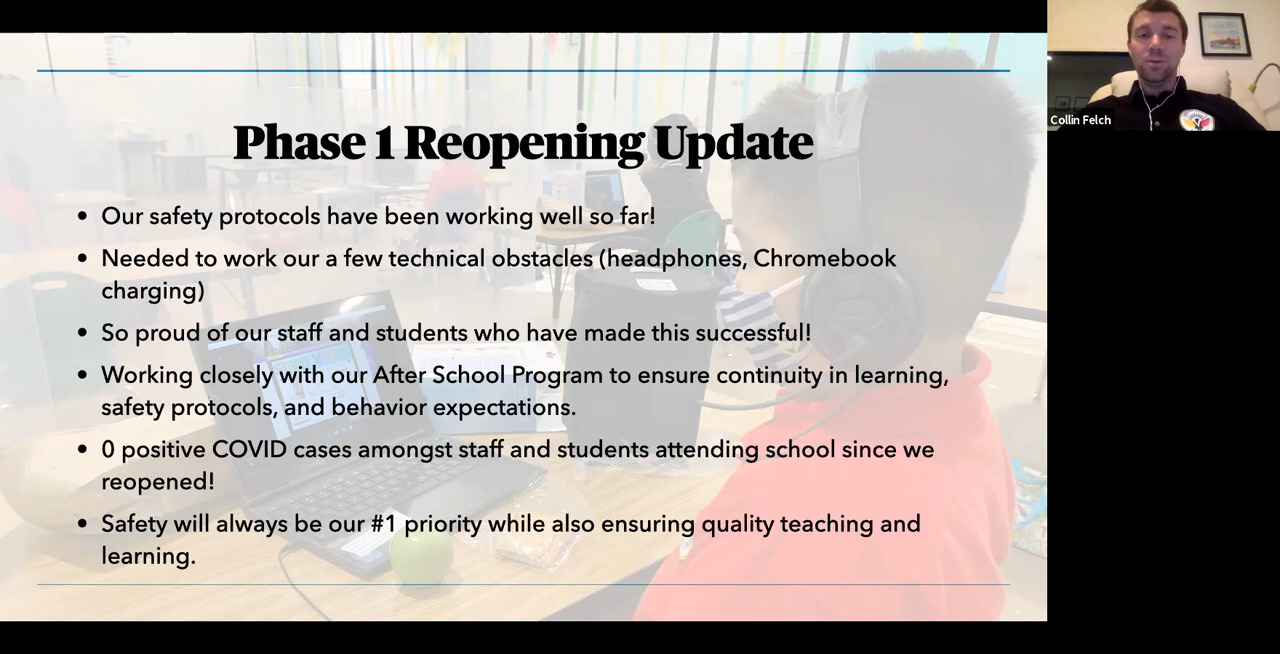 Phase 1 Reopening Update
• Our safety protocols have been working well so far!
• Needed to work our a few technical obstacles (headphones, Chromebook
charging)
• So proud of our staff and students who have made this successful!
• Working closely with our After School Program to ensure continuity in learning,
safety protocols, and behavior expectations.
• 0 positive COVID cases amongst staff and students attending school since we
reopened!
• Safety will always be our #1 priority while also ensuring quality teaching and
learning.
Collin Felch